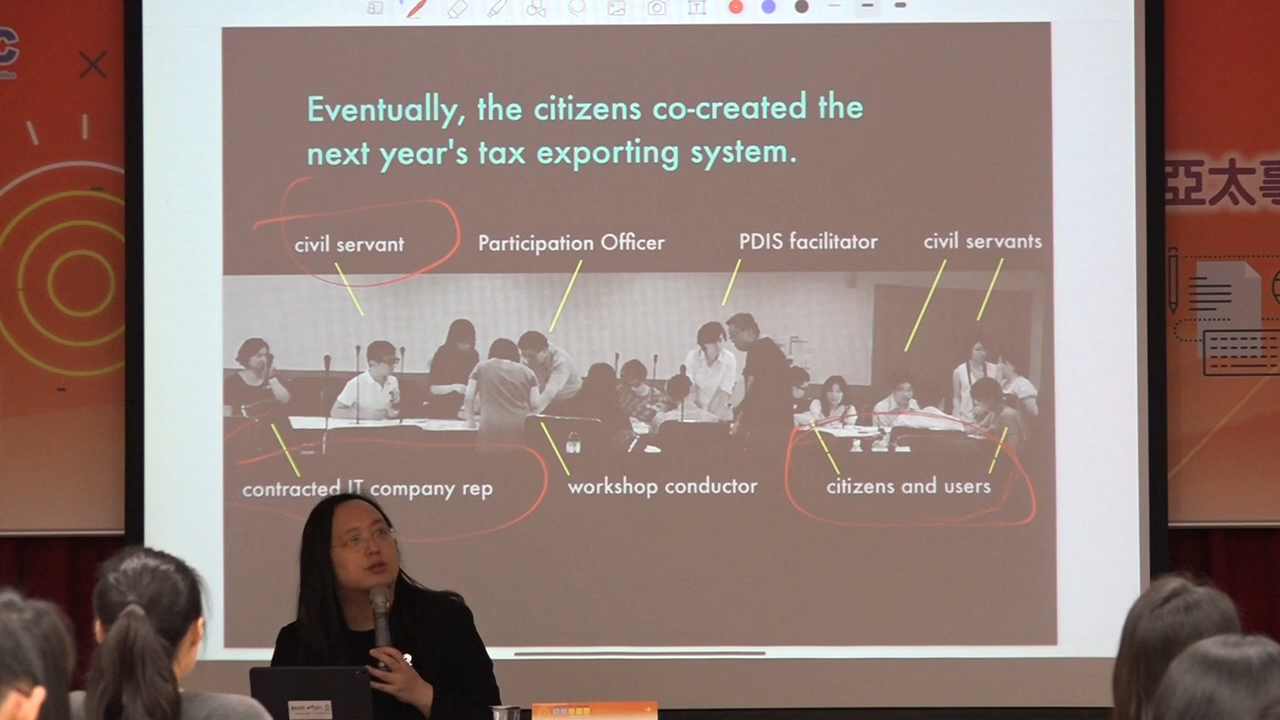 Eventually, the citizens co-created the
next year's tax exporting system.
civil servant
Participation Officer
PDIS facilitator
civil servants
contracted IT company rep
workshop conductor
citizens and users
亞太事